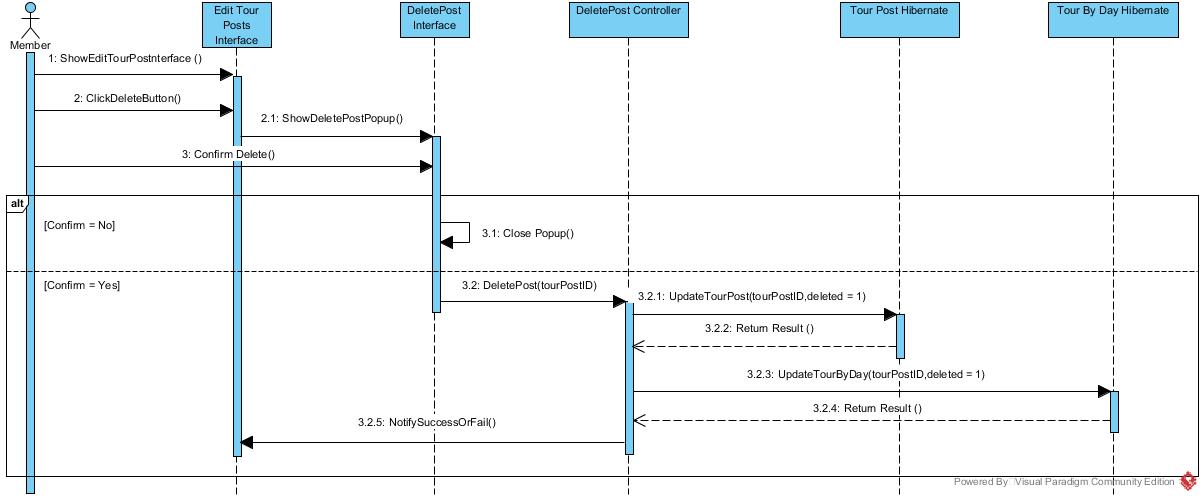 Member
Edit Tour
Posts
Interface
DeletePost
Interface
DeletePost Controller
Tour Post Hibernate
Tour By Day Hibernate
1: ShowEditTourPostnterface ()
2: ClickDeleteButton()
2.1: ShowDeletePostPopup()
3: Confirm Delete()
alt
[Confirm = No]
3.1: Close Popup()
[Confirm = Yes]
3.2: DeletePost(tourPostID)
3.2.1: UpdateTourPost(tourPostID,deleted = 1)
3.2.2: Return Result ()
3.2.3: UpdateTourByDay(tourPostID,deleted = 1)
3.2.4: Return Result ()
3.2.5: NotifySuccessOrFail()
Powered By Visual Paradigm Community Edition